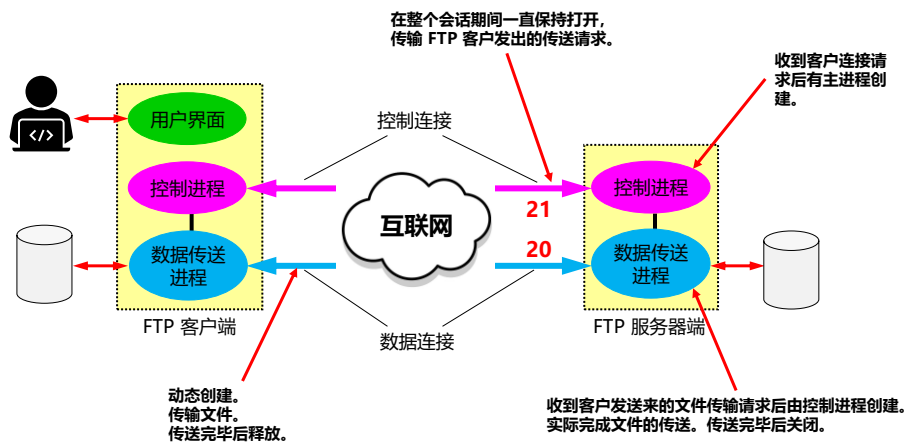 在整个会话期间一直保持打开，
传输 FTP 客户发出的传送请求。
收到客户连接请
求后有主进程创
建。
用户界面
</>
控制连接
控制进程
控制进程
21
互联网
20
数据传送
进程
数据传送
进程
FTP 客户端
FTP 服务器端
数据连接
动态创建。
传输文件。
传送完毕后释放。
收到客户发送来的文件传输请求后由控制进程创建。
实际完成文件的传送。传送完毕后关闭。